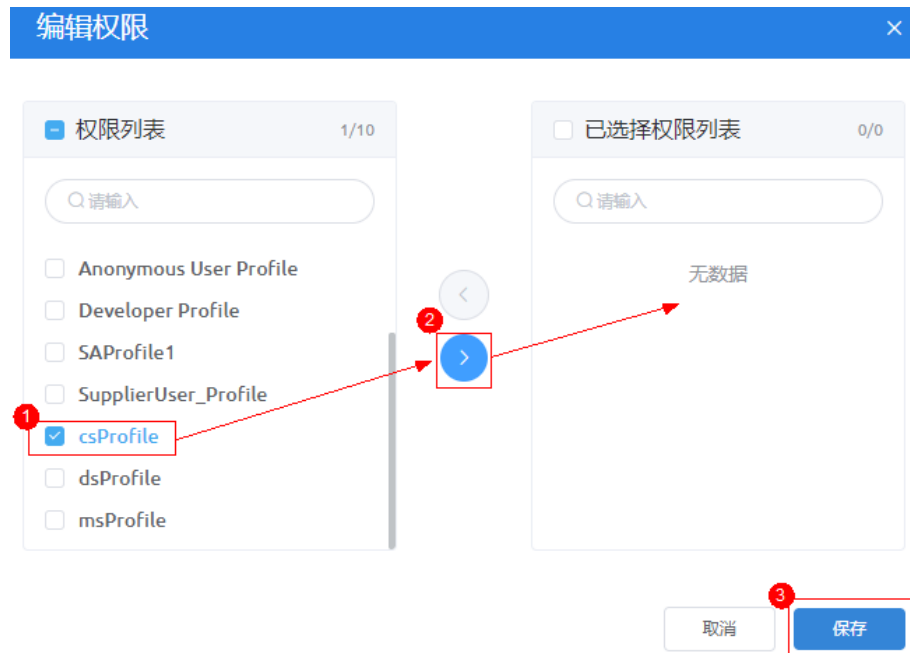 编辑权限
权限列表 1/10
请输入
Anonymous User Profile
Developer Profile
SAProfile1
SupplierUser_Profile
1
csProfile
dsProfile
msProfile
2
已选择权限列表 0/0
请输入
无数据
3
取消
保存